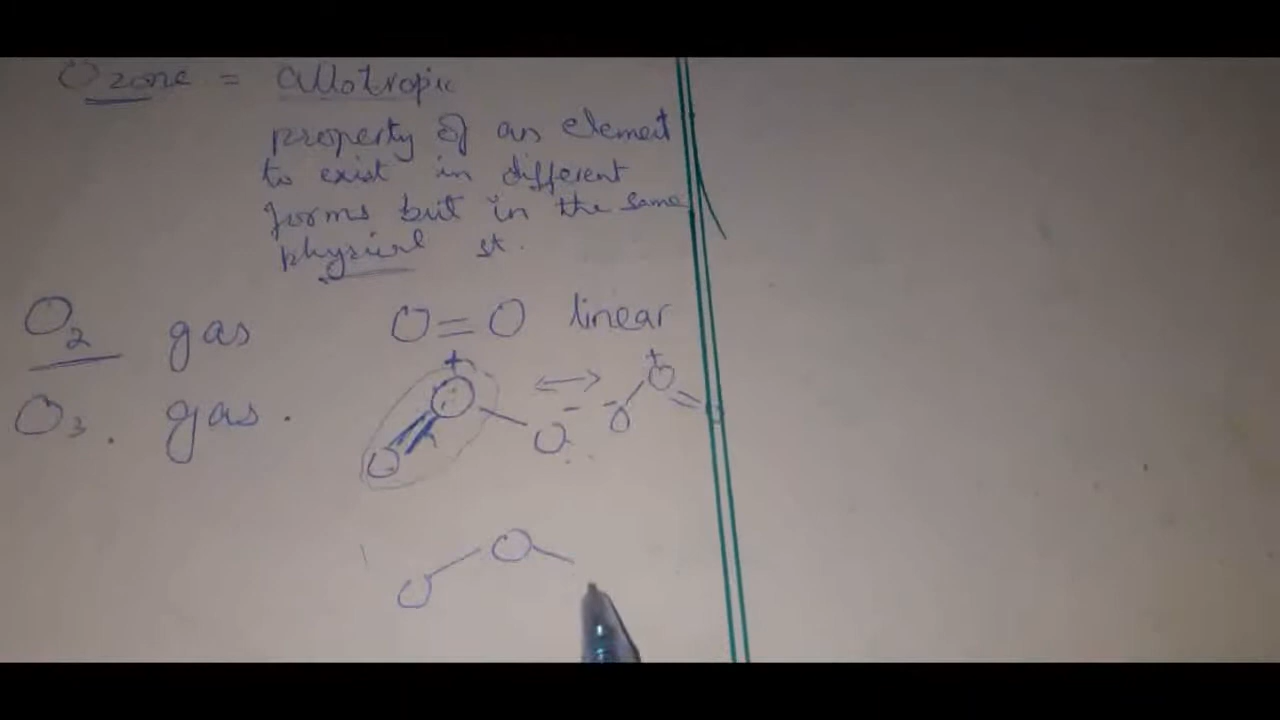 Ozone = allotropic
property of an element
to exist in different
forms but in the same
physical st.
O2 gas O=O linear
O3. gas.
+ +
O O- ↔ -O O
O
O O